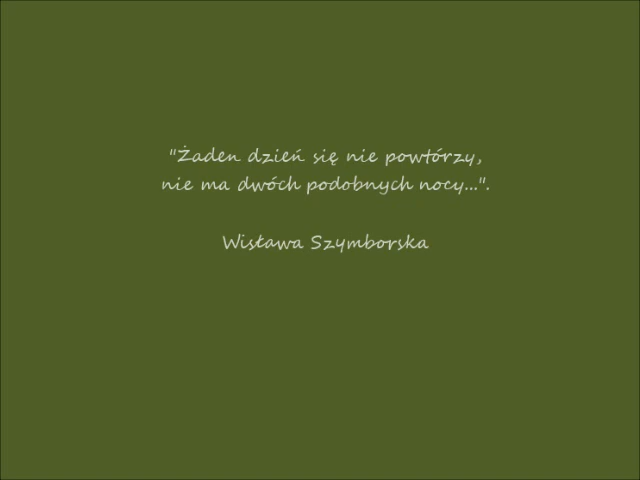 "Żaden dzień się nie powtórzy,
nie ma dwóch podobnych nocy...".
Wisława Szymborska